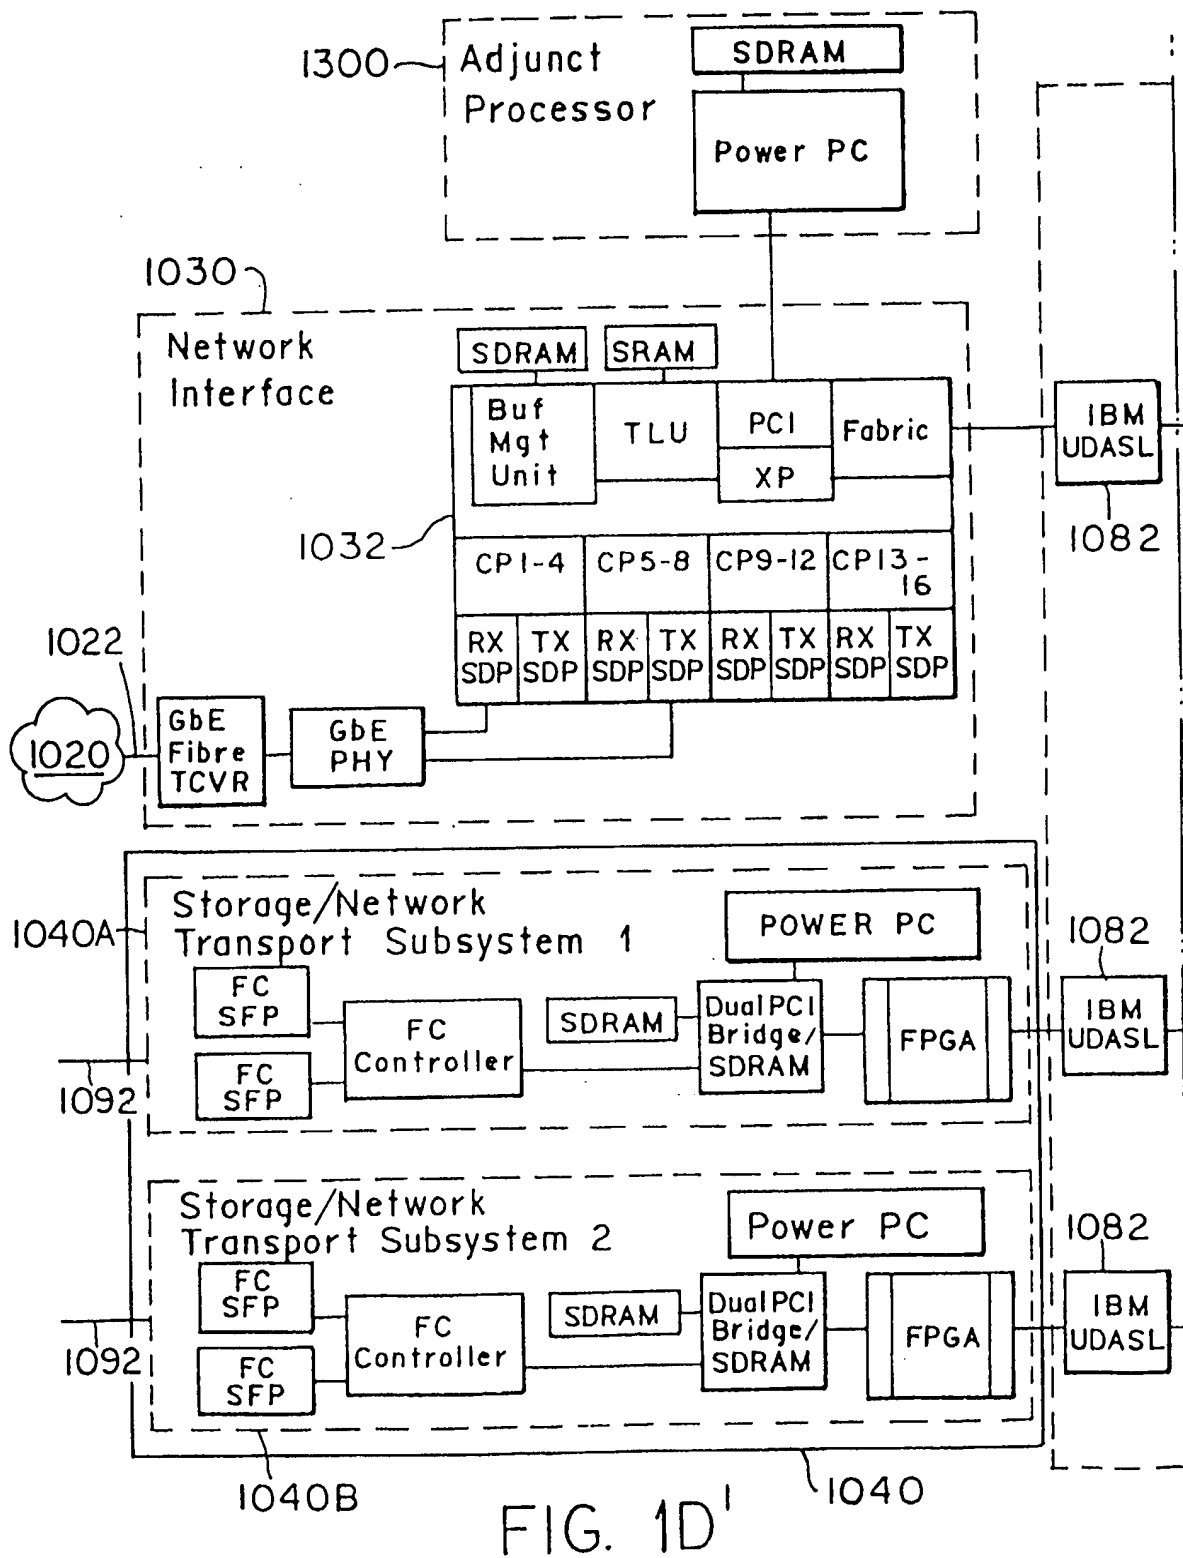 1300
Adjunct
Processor
SDRAM
Power PC
1030
Network
Interface
SDRAM
SRAM
Buf
Mgt
Unit
TLU
PCI
XP
Fabric
IBM
UDASL
1082
1032
CP1-4
CP5-8
CP9-12
CP13-
16
RX
SDP
TX
SDP
RX
SDP
TX
SDP
RX
SDP
TX
SDP
RX
SDP
TX
SDP
1022
1020
GbE
Fibre
TCVR
GbE
PHY
1040A
Storage/Network
Transport Subsystem 1
POWER PC
FC
SFP
FC
SFP
FC
Controller
SDRAM
Dual PCI
Bridge/
SDRAM
FPGA
1082
IBM
UDASL
1092
Storage/Network
Transport Subsystem 2
Power PC
FC
SFP
FC
SFP
FC
Controller
SDRAM
Dual PCI
Bridge/
SDRAM
FPGA
1082
IBM
UDASL
1092
1040B
1040
FIG. 1D'